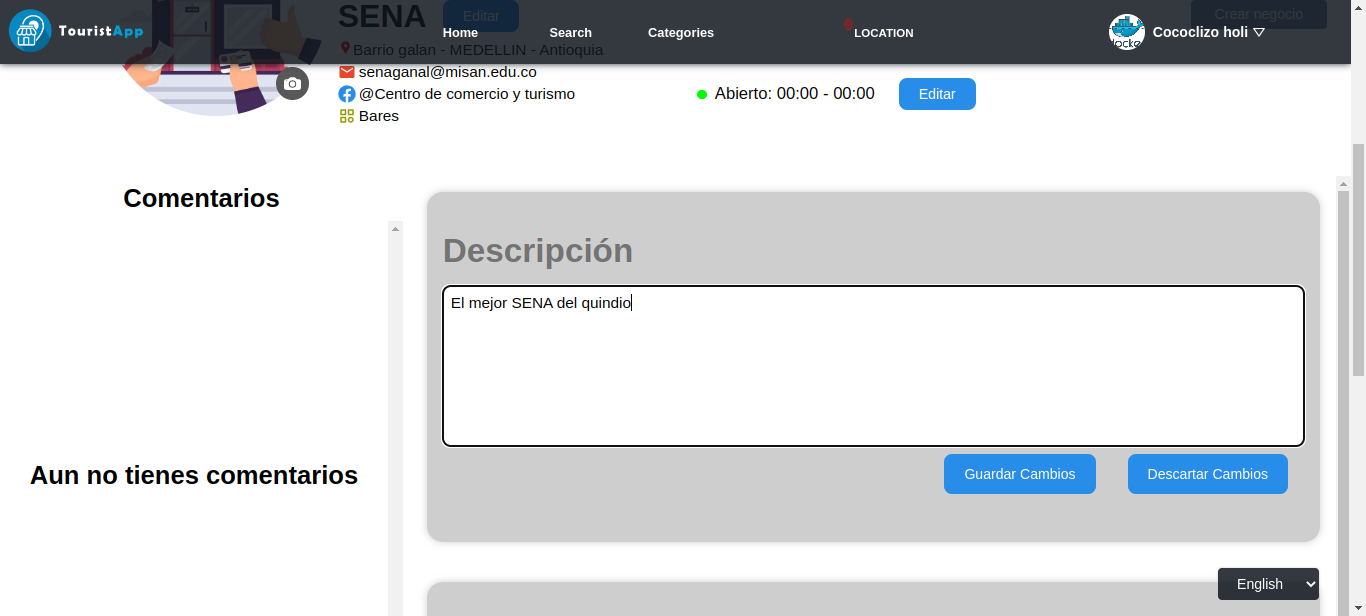 TouristApp
Home
Search
Categories
LOCATION
Cococlizo holi
Crear negocio
SENA
Editar
Barrio galan - MEDELLIN - Antioquia
senaganal@misan.edu.co
@Centro de comercio y turismo
Bares
Abierto: 00:00 - 00:00
Editar
Comentarios
Aun no tienes comentarios
Descripción
El mejor SENA del quindio
Guardar Cambios
Descartar Cambios
English